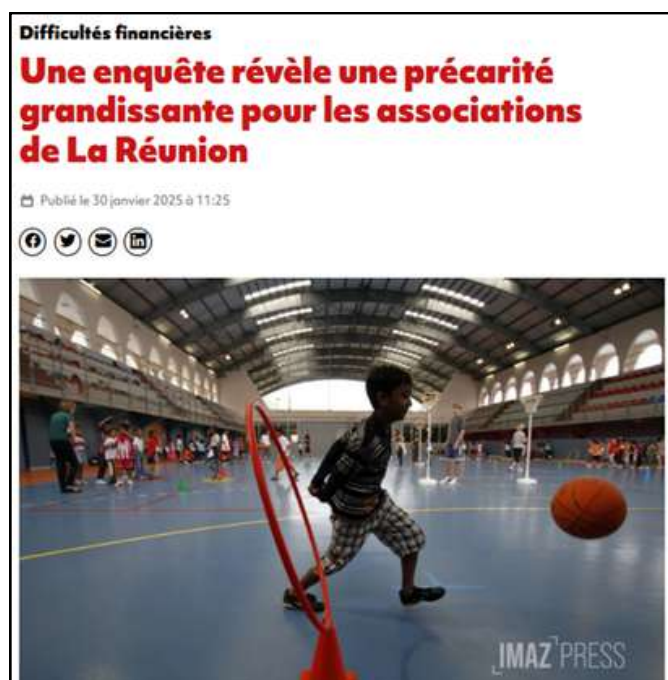 Difficultés financières
Une enquête révèle une précarité
grandissante pour les associations
de La Réunion
Publié le 30 janvier 2025 à 11:25
IMAZ PRESS